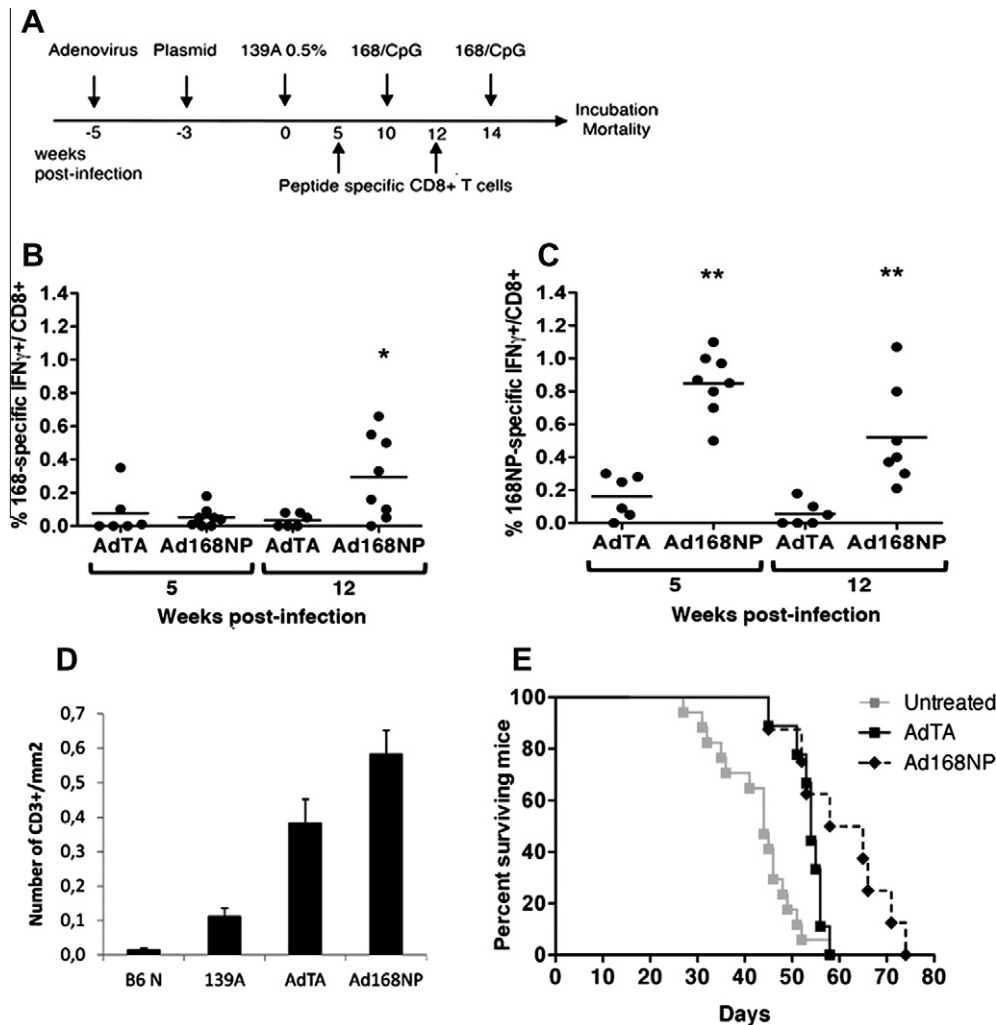 A
Adenovirus Plasmid 139A 0.5% 168/CpG 168/CpG
Incubation
Mortality
-5 -3 0 5 10 12 14
weeks
post-infection
Peptide specific CD8+ T cells
B
% 168-specific IFNγ+/CD8+
1.4
1.2
1.0
0.8
0.6
0.4
0.2
0.0
*
AdTA Ad168NP AdTA Ad168NP
5 12
Weeks post-infection
C
% 168NP-specific IFNγ+/CD8+
1.4
1.2
1.0
0.8
0.6
0.4
0.2
0.0
** **
AdTA Ad168NP AdTA Ad168NP
5 12
Weeks post-infection
D
Number of CD3+/mm2
0,7
0,6
0,5
0,4
0,3
0,2
0,1
0,0
B6 N 139A AdTA Ad168NP
E
Percent surviving mice
100
80
60
40
20
0
0 10 20 30 40 50 60 70 80
Days
Untreated
AdTA
Ad168NP